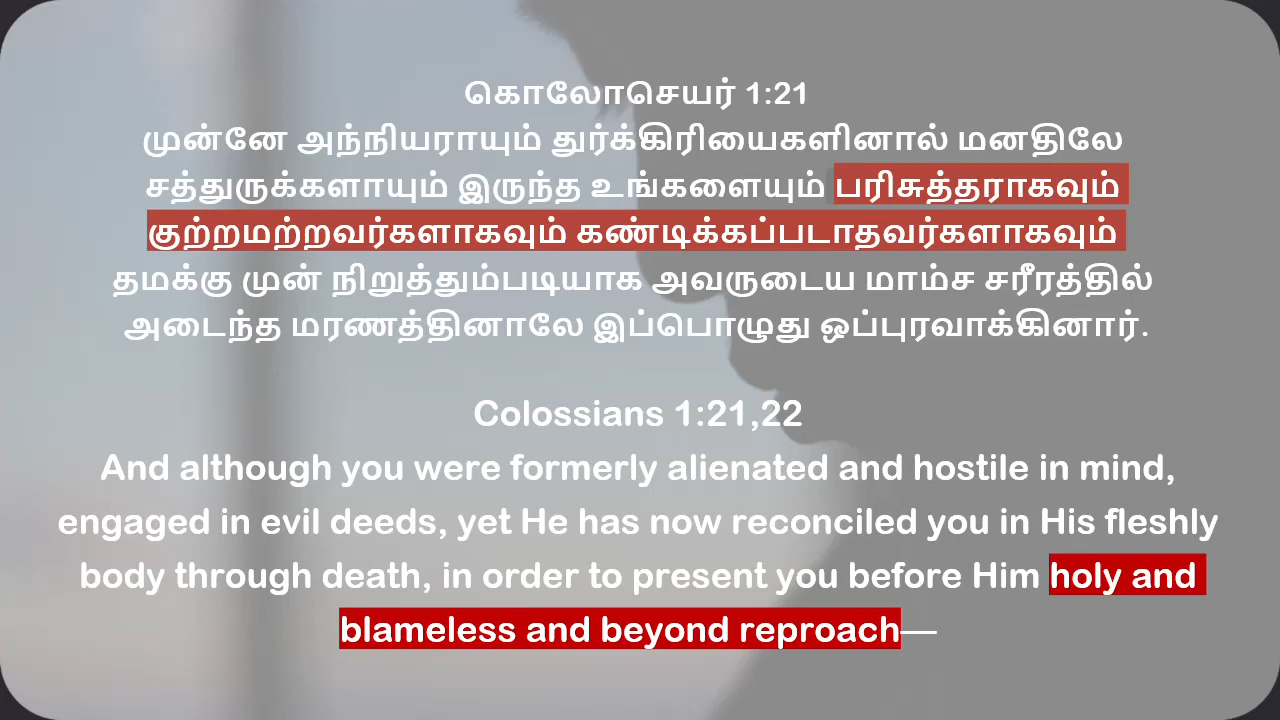 கொலோசெயர் 1:21
முன்னே அந்நியராயும் துர்க்கிரியைகளினால் மனதிலே
சத்துருக்களாயும் இருந்த உங்களையும் பரிசுத்தராகவும்
குற்றமற்றவர்களாகவும் கண்டிக்கப்படாதவர்களாகவும்
தமக்கு முன் நிறுத்தும்படியாக அவருடைய மாம்ச சரீரத்தில்
அடைந்த மரணத்தினாலே இப்பொழுது ஒப்புரவாக்கினார்.
Colossians 1:21,22
And although you were formerly alienated and hostile in mind,
engaged in evil deeds, yet He has now reconciled you in His fleshly
body through death, in order to present you before Him holy and
blameless and beyond reproach—